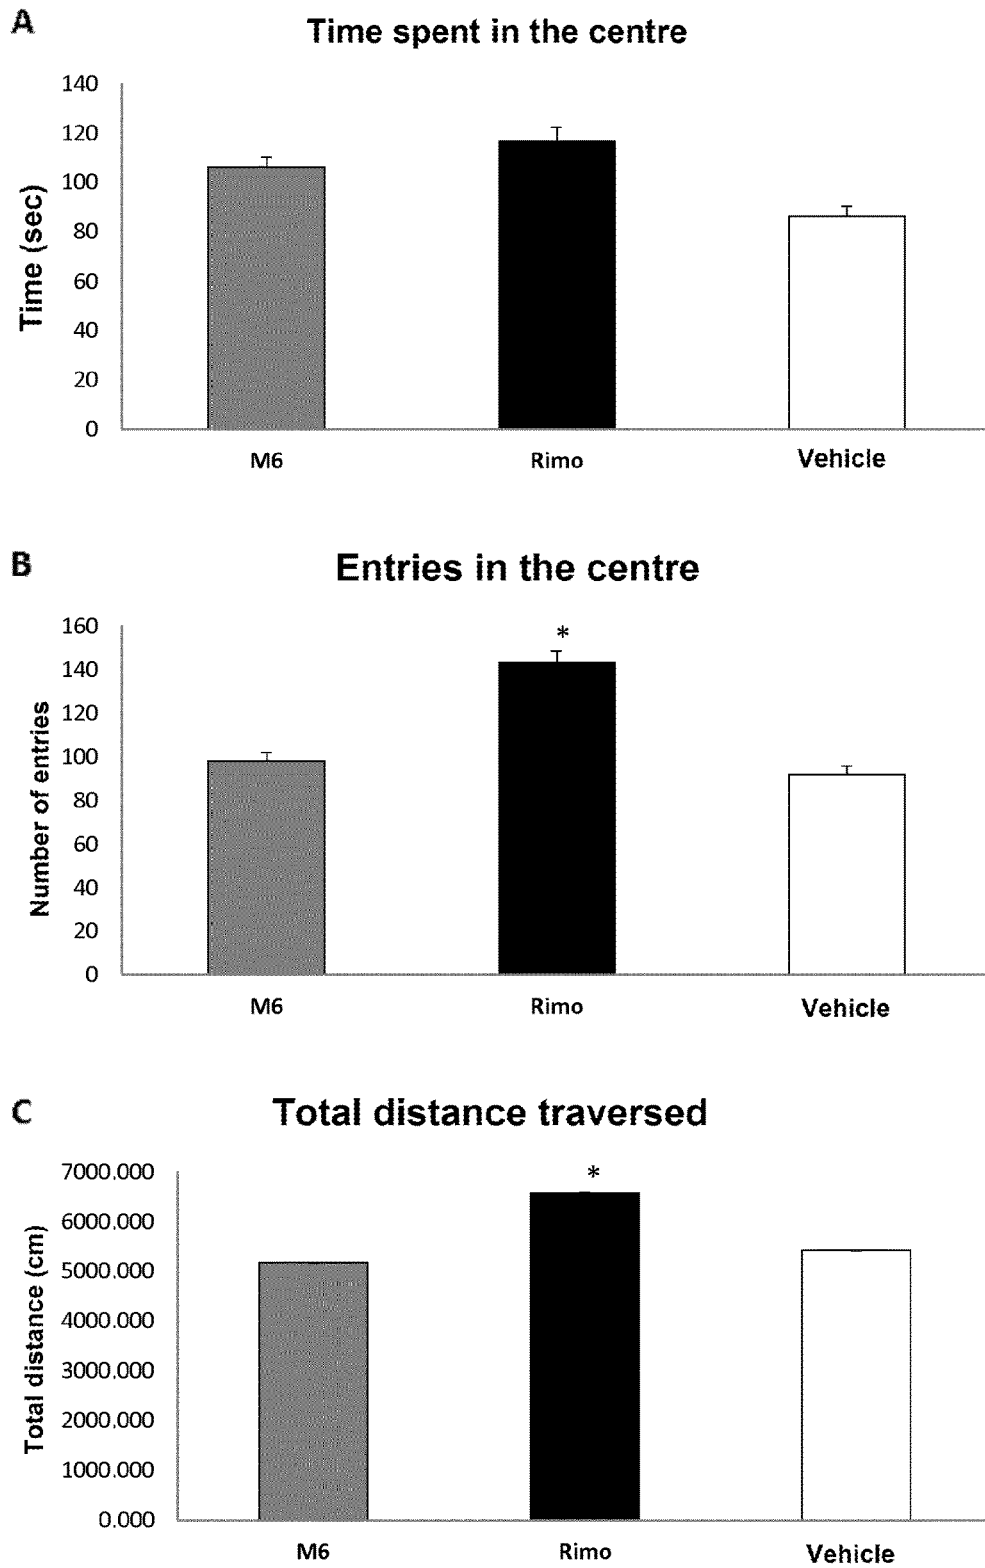 A
Time spent in the centre
140
120
100
80
60
40
20
0
Time (sec)
M6 Rimo Vehicle
B
Entries in the centre
160
140
120
100
80
60
40
20
0
Number of entries
*
M6 Rimo Vehicle
C
Total distance traversed
7000.000
6000.000
5000.000
4000.000
3000.000
2000.000
1000.000
0.000
Total distance (cm)
*
M6 Rimo Vehicle